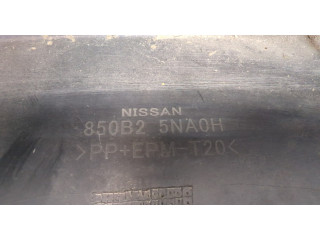 NISSAN
850B2 5NA0H
>PP+EPM-T20<